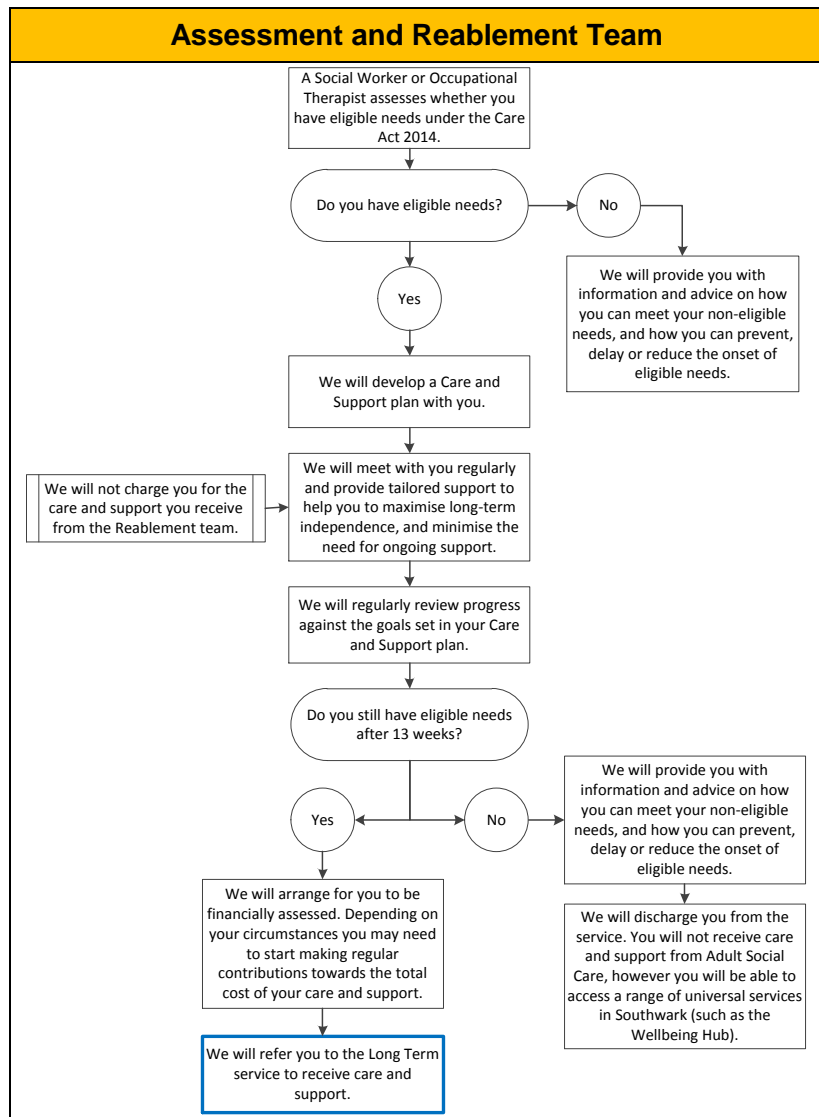 Assessment and Reablement Team
A Social Worker or Occupational
Therapist assesses whether you
have eligible needs under the Care
Act 2014.
Do you have eligible needs?
No
Yes
We will provide you with
information and advice on how
you can meet your non-eligible
needs, and how you can prevent,
delay or reduce the onset of
eligible needs.
We will develop a Care and
Support plan with you.
We will not charge you for the
care and support you receive
from the Reablement team.
We will meet with you regularly
and provide tailored support to
help you to maximise long-term
independence, and minimise the
need for ongoing support.
We will regularly review progress
against the goals set in your Care
and Support plan.
Do you still have eligible needs
after 13 weeks?
Yes
No
We will provide you with
information and advice on how
you can meet your non-eligible
needs, and how you can prevent,
delay or reduce the onset of
eligible needs.
We will arrange for you to be
financially assessed. Depending on
your circumstances you may need
to start making regular
contributions towards the total
cost of your care and support.
We will discharge you from the
service. You will not receive care
and support from Adult Social
Care, however you will be able to
access a range of universal services
in Southwark (such as the
Wellbeing Hub).
We will refer you to the Long Term
service to receive care and
support.